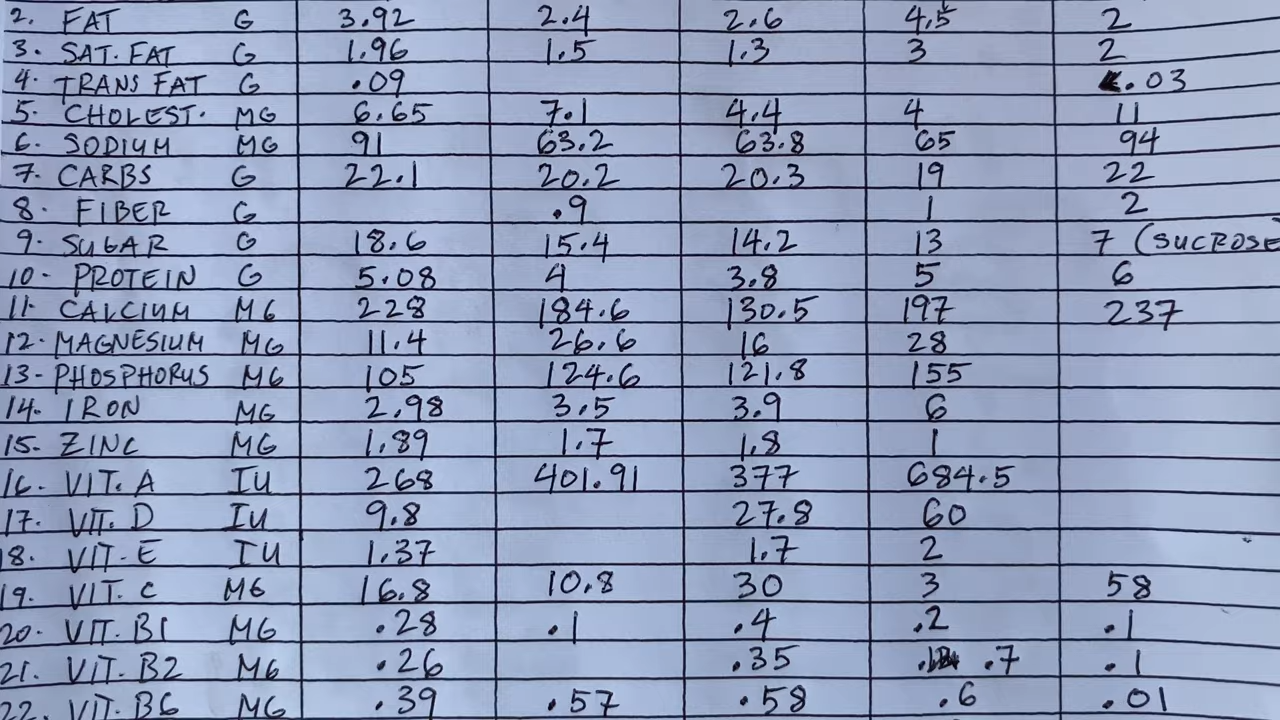 2. FAT G 3.92 2.4 2.6 4.5 2
3. SAT. FAT G 1.96 1.5 1.3 3 2
4. TRANS FAT G .09 .03
5. CHOLEST. MG 6.65 7.1 4.4 4 11
6. SODIUM MG 91 63.2 63.8 65 94
7. CARBS G 22.1 20.2 20.3 19 22
8. FIBER G .9 1 2
9. SUGAR G 18.6 15.4 14.2 13 7 (SUCROSE
10- PROTEIN G 5.08 4 3.8 5 6
11. CALCIUM MG 228 184.6 130.5 197 237
12. MAGNESIUM MG 11.4 26.6 16 28
13- PHOSPHORUS MG 105 124.6 121.8 155
14. IRON MG 2.98 3.5 3.9 6
15. ZINC MG 1.89 1.7 1.8 1
16. VIT. A IU 268 401.91 377 684.5
17. VIT. D IU 9.8 27.8 60
18. VIT- E IU 1.37 1.7 2
19. VIT. C MG 16.8 10.8 30 3 58
20. VIT. B1 MG .28 .1 .4 .2 .1
21. VIT. B2 MG .26 .35 .7 .1
22. VIT. B6 MG .39 .57 .58 .6 .01